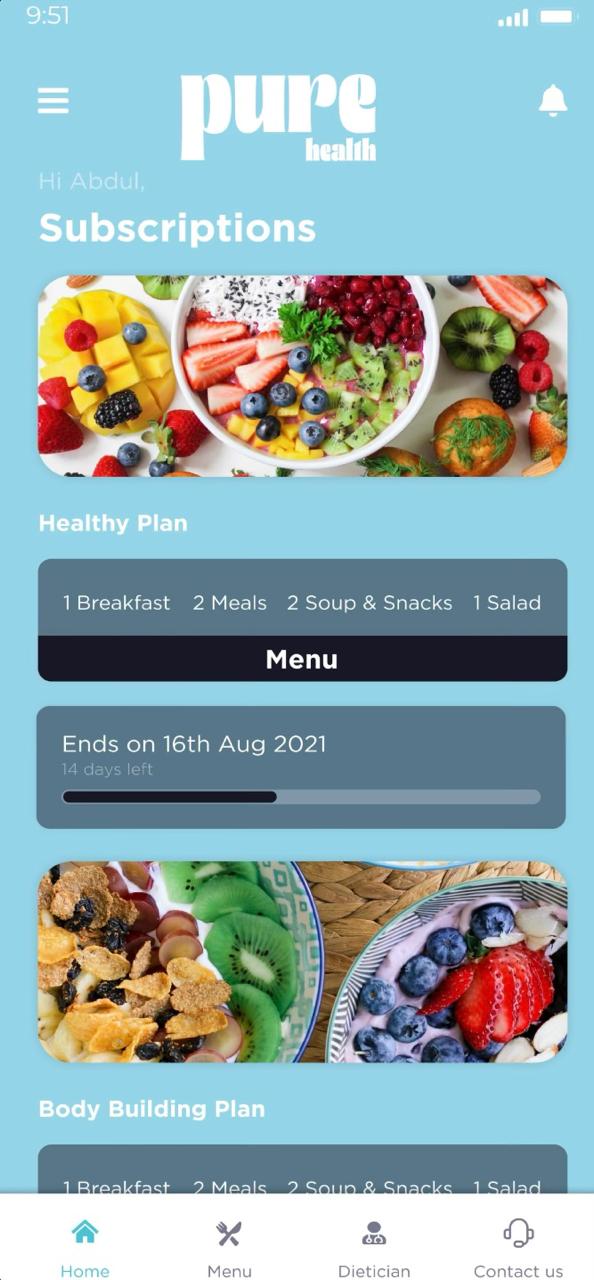 9:51
pure
health
Hi Abdul,
Subscriptions
Healthy Plan
1 Breakfast 2 Meals 2 Soup & Snacks 1 Salad
Menu
Ends on 16th Aug 2021
14 days left
Body Building Plan
1 Breakfast 2 Meals 2 Soup & Snacks 1 Salad
Home Menu Dietician Contact us